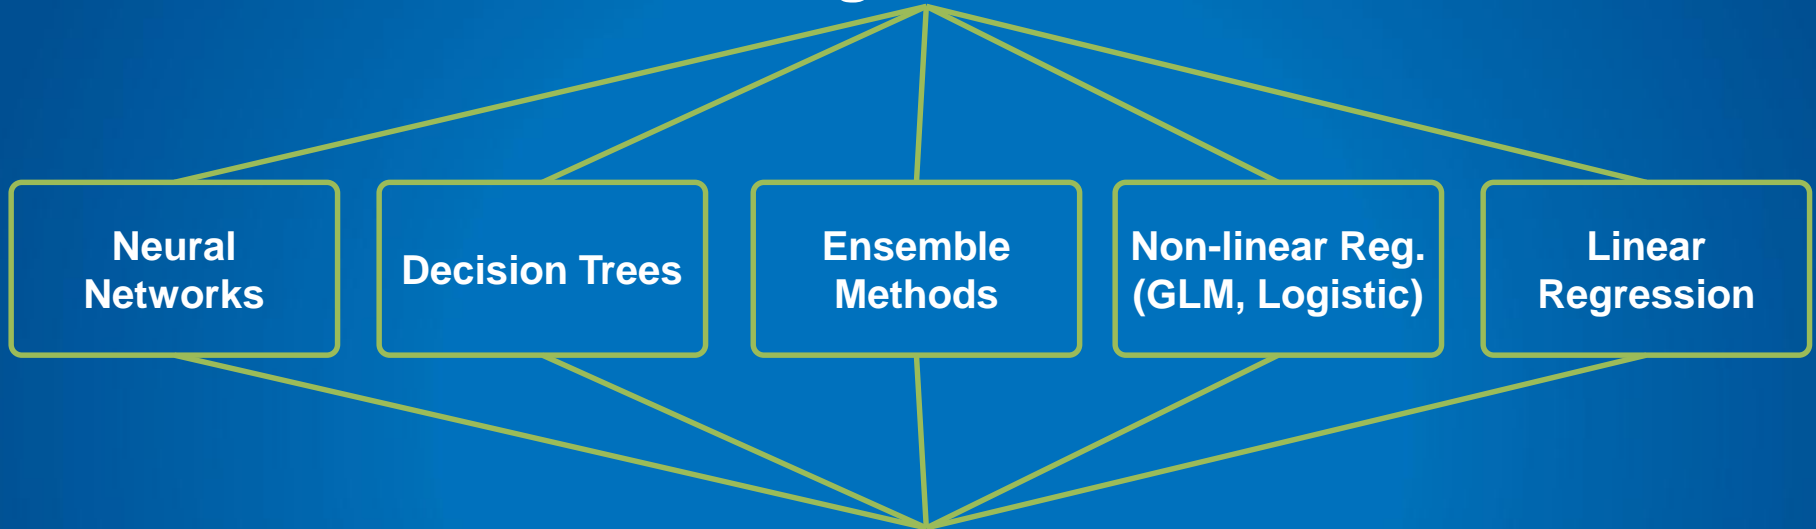 Neural
Networks
Decision Trees
Ensemble
Methods
Non-linear Reg.
(GLM, Logistic)
Linear
Regression